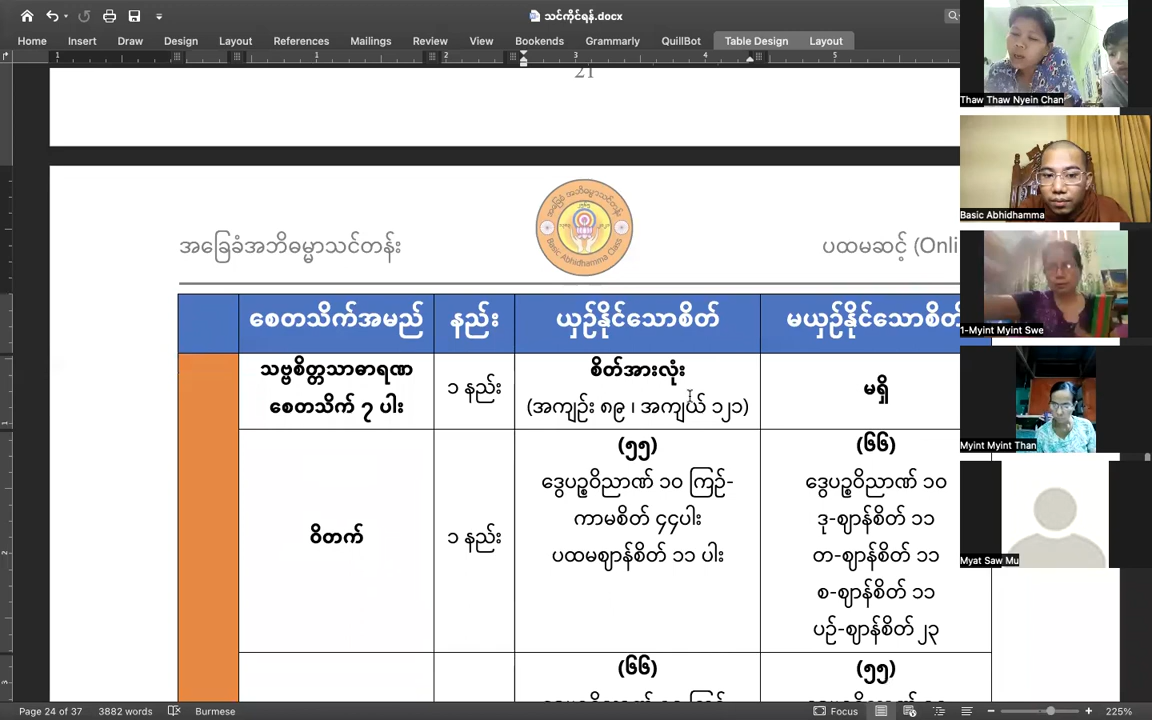 သင်ကိုင်ရန်.docx
Home Insert Draw Design Layout References Mailings Review View Bookends Grammarly QuillBot Table Design Layout
1 1 2 3 4 5
21
အခြေခံအဘိဓမ္မာသင်တန်း
Basic Abhidhamma Class
ပထမဆင့် (Onli
စေတသိက်အမည် နည်း ယှဉ်နိုင်သောစိတ် မယှဉ်နိုင်သောစိတ်
သဗ္ဗစိတ္တသာဓာရဏ
စေတသိက် ၇ ပါး
၁ နည်း
စိတ်အားလုံး
(အကျဉ်း ၈၉ ၊ အကျယ် ၁၂၁)
မရှိ
ဝိတက်
၁ နည်း
(၅၅)
ဒွေပဉ္စဝိညာဏ် ၁၀ ကြဉ်-
ကာမစိတ် ၄၄ပါး
ပထမဈာန်စိတ် ၁၁ ပါး
(၆၆)
ဒွေပဉ္စဝိညာဏ် ၁၀
ဒု-ဈာန်စိတ် ၁၁
တ-ဈာန်စိတ် ၁၁
စ-ဈာန်စိတ် ၁၁
ပဉ်-ဈာန်စိတ် ၂၃
(၆၆) (၅၅)
Thaw Thaw Nyein Chan
Basic Abhidhamma
1-Myint Myint Swe
Myint Myint Than
Myat Saw Mu
Page 24 of 37 3882 words Burmese Focus 225%